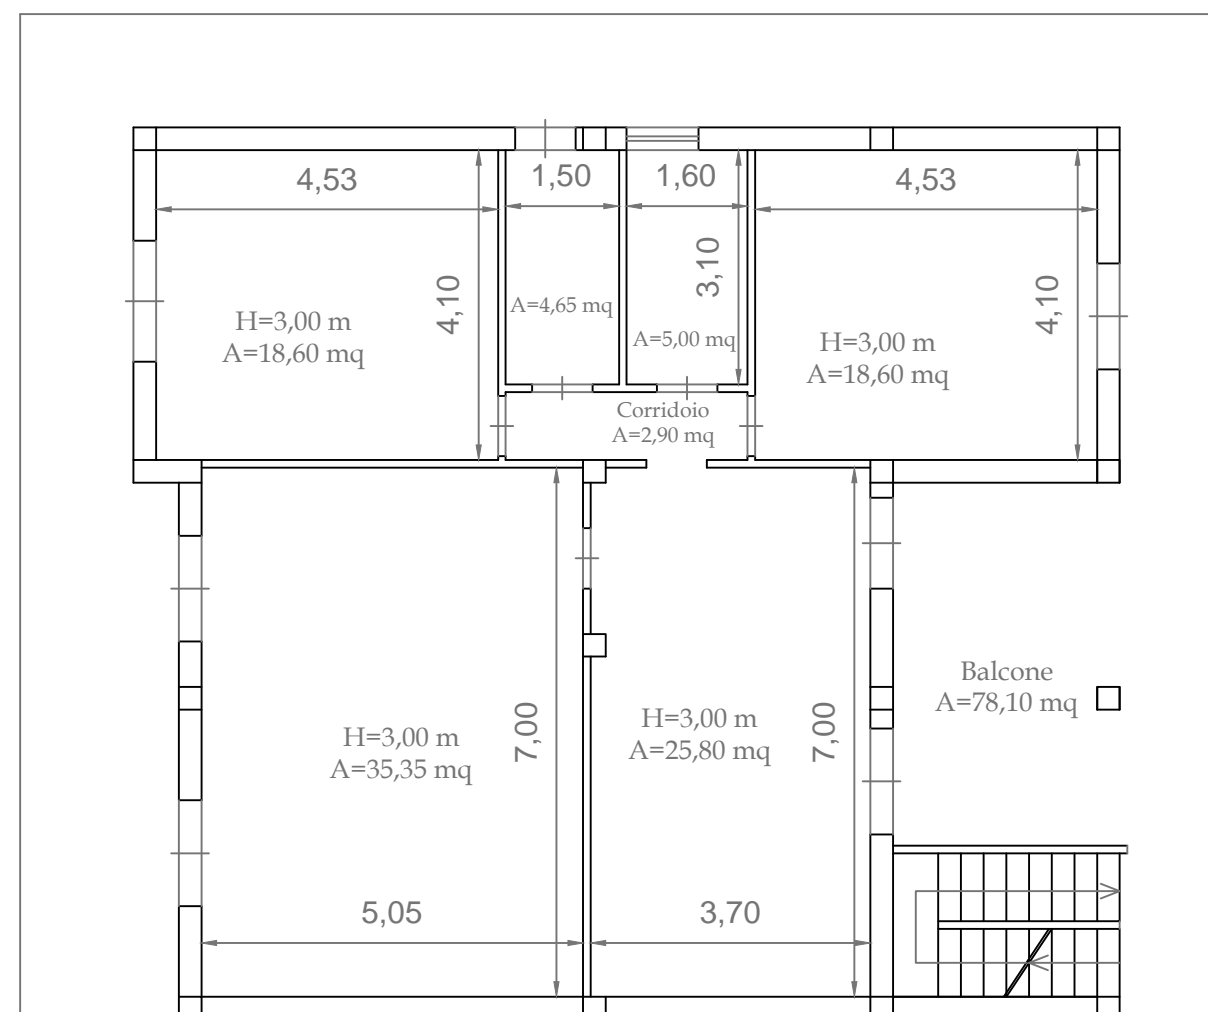 4,53
1,50
1,60
4,53
3,10
4,10
4,10
A=4,65 mq
H=3,00 m
A=18,60 mq
A=5,00 mq
H=3,00 m
A=18,60 mq
Corridoio
A=2,90 mq
Balcone
A=78,10 mq
H=3,00 m
A=35,35 mq
7,00
H=3,00 m
A=25,80 mq
7,00
5,05
3,70